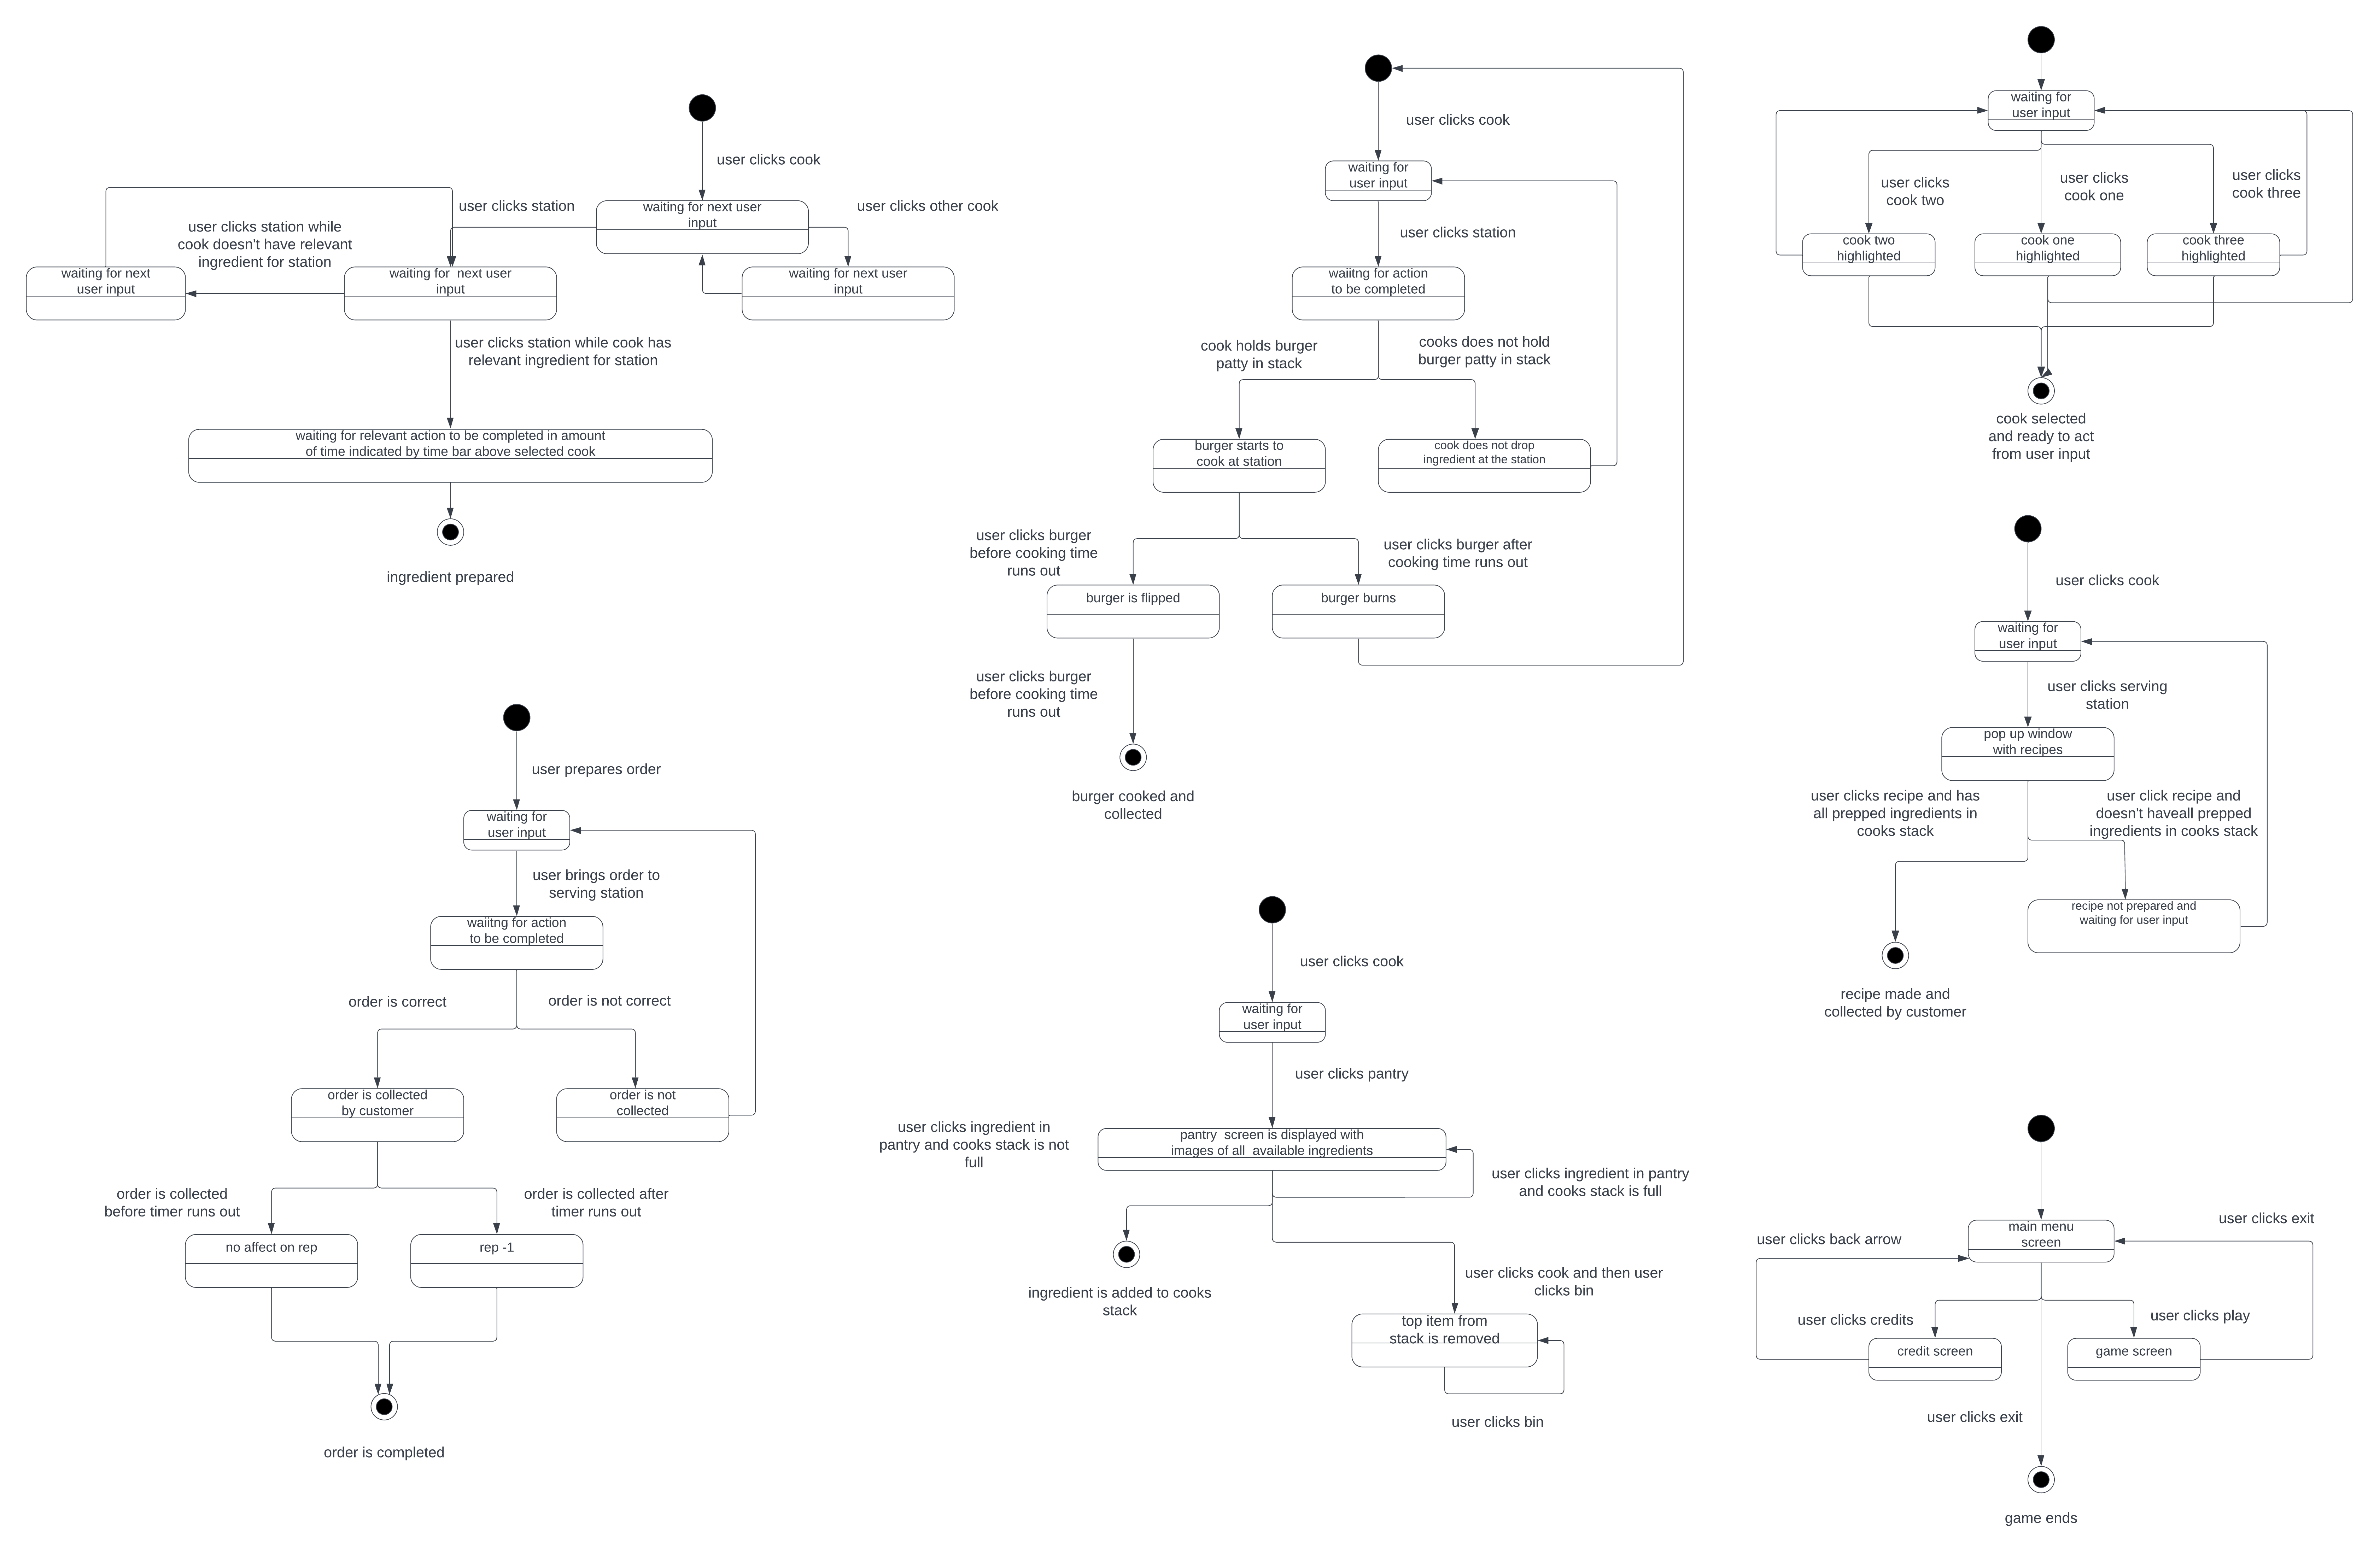 user clicks cook
user clicks station
waiting for next user
input
user clicks other cook
user clicks station while
cook doesn't have relevant
ingredient for station
waiting for next
user input
waiting for  next user
input
waiting for next user
input
user clicks station while cook has
relevant ingredient for station
waiting for relevant action to be completed in amount
of time indicated by time bar above selected cook
ingredient prepared
user clicks cook
waiting for
user input
user clicks station
waiitng for action
to be completed
cook holds burger
patty in stack
cooks does not hold
burger patty in stack
burger starts to
cook at station
cook does not drop
ingredient at the station
user clicks burger
before cooking time
runs out
user clicks burger after
cooking time runs out
burger is flipped
burger burns
user clicks burger
before cooking time
runs out
burger cooked and
collected
waiting for
user input
user clicks
cook two
user clicks
cook one
user clicks
cook three
cook two
highlighted
cook one
highlighted
cook three
highlighted
cook selected
and ready to act
from user input
user clicks cook
waiting for
user input
user clicks serving
station
pop up window
with recipes
user clicks recipe and has
all prepped ingredients in
cooks stack
user click recipe and
doesn't haveall prepped
ingredients in cooks stack
recipe not prepared and
waiting for user input
recipe made and
collected by customer
user prepares order
waiting for
user input
user brings order to
serving station
waiitng for action
to be completed
order is correct
order is not correct
order is collected
by customer
order is not
collected
order is collected
before timer runs out
order is collected after
timer runs out
no affect on rep
rep -1
order is completed
user clicks cook
waiting for
user input
user clicks pantry
user clicks ingredient in
pantry and cooks stack is not
full
pantry  screen is displayed with
images of all  available ingredients
user clicks ingredient in pantry
and cooks stack is full
ingredient is added to cooks
stack
user clicks cook and then user
clicks bin
top item from
stack is removed
user clicks bin
main menu
screen
user clicks exit
user clicks back arrow
user clicks credits
user clicks play
credit screen
game screen
user clicks exit
game ends